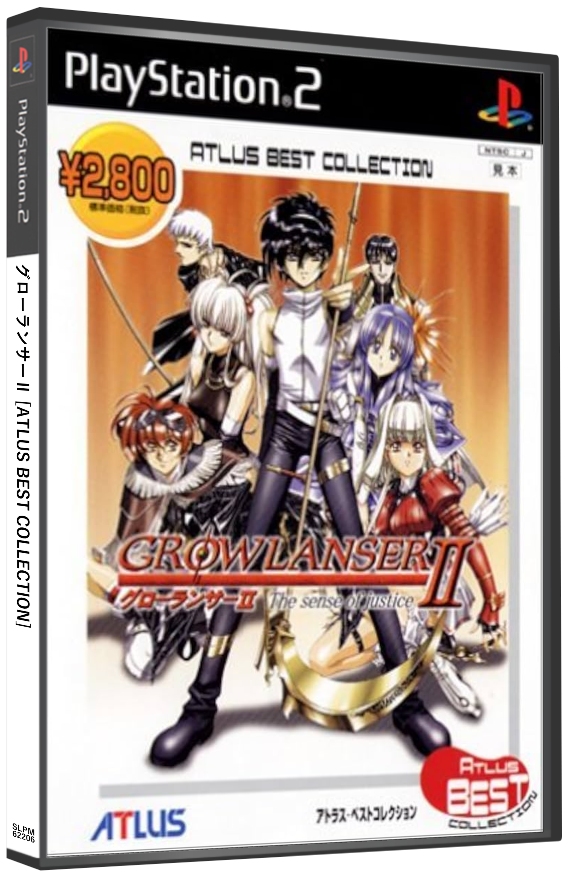 PlayStation®2
NTSC J
見本
ATLUS BEST COLLECTION
¥2,800
標準価格(税抜)
GROWLANSER II
グローランサーII The sense of justice
ATLUS
アトラス・ベストコレクション
ATLUS
BEST
COLLECTION
PlayStation.2
グローランサーII [ATLUS BEST COLLECTION]
SLPM
62206